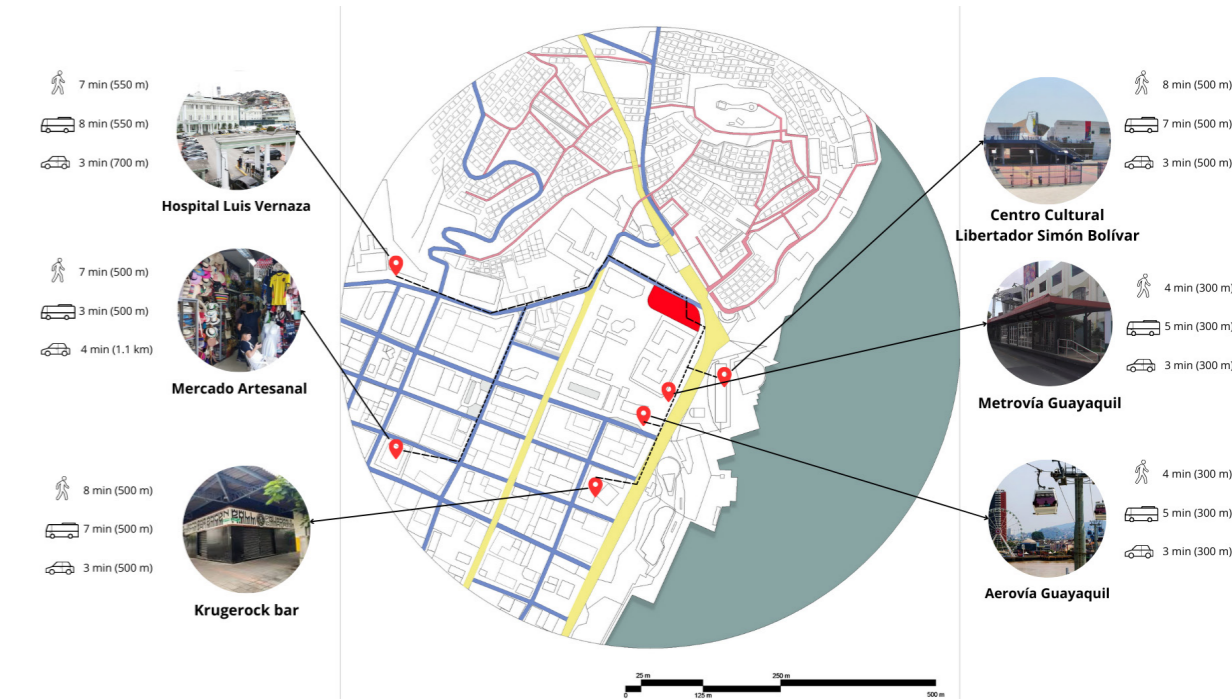 7 min (550 m)
8 min (550 m)
3 min (700 m)
Hospital Luis Vernaza
7 min (500 m)
3 min (500 m)
4 min (1.1 km)
Mercado Artesanal
8 min (500 m)
7 min (500 m)
3 min (500 m)
Krugerock bar
8 min (500 m)
7 min (500 m)
3 min (500 m)
Centro Cultural
Libertador Simón Bolívar
4 min (300 m)
5 min (300 m)
3 min (300 m)
Metrovía Guayaquil
4 min (300 m)
5 min (300 m)
3 min (300 m)
Aerovía Guayaquil
25 m
250 m
0
125 m
500 m